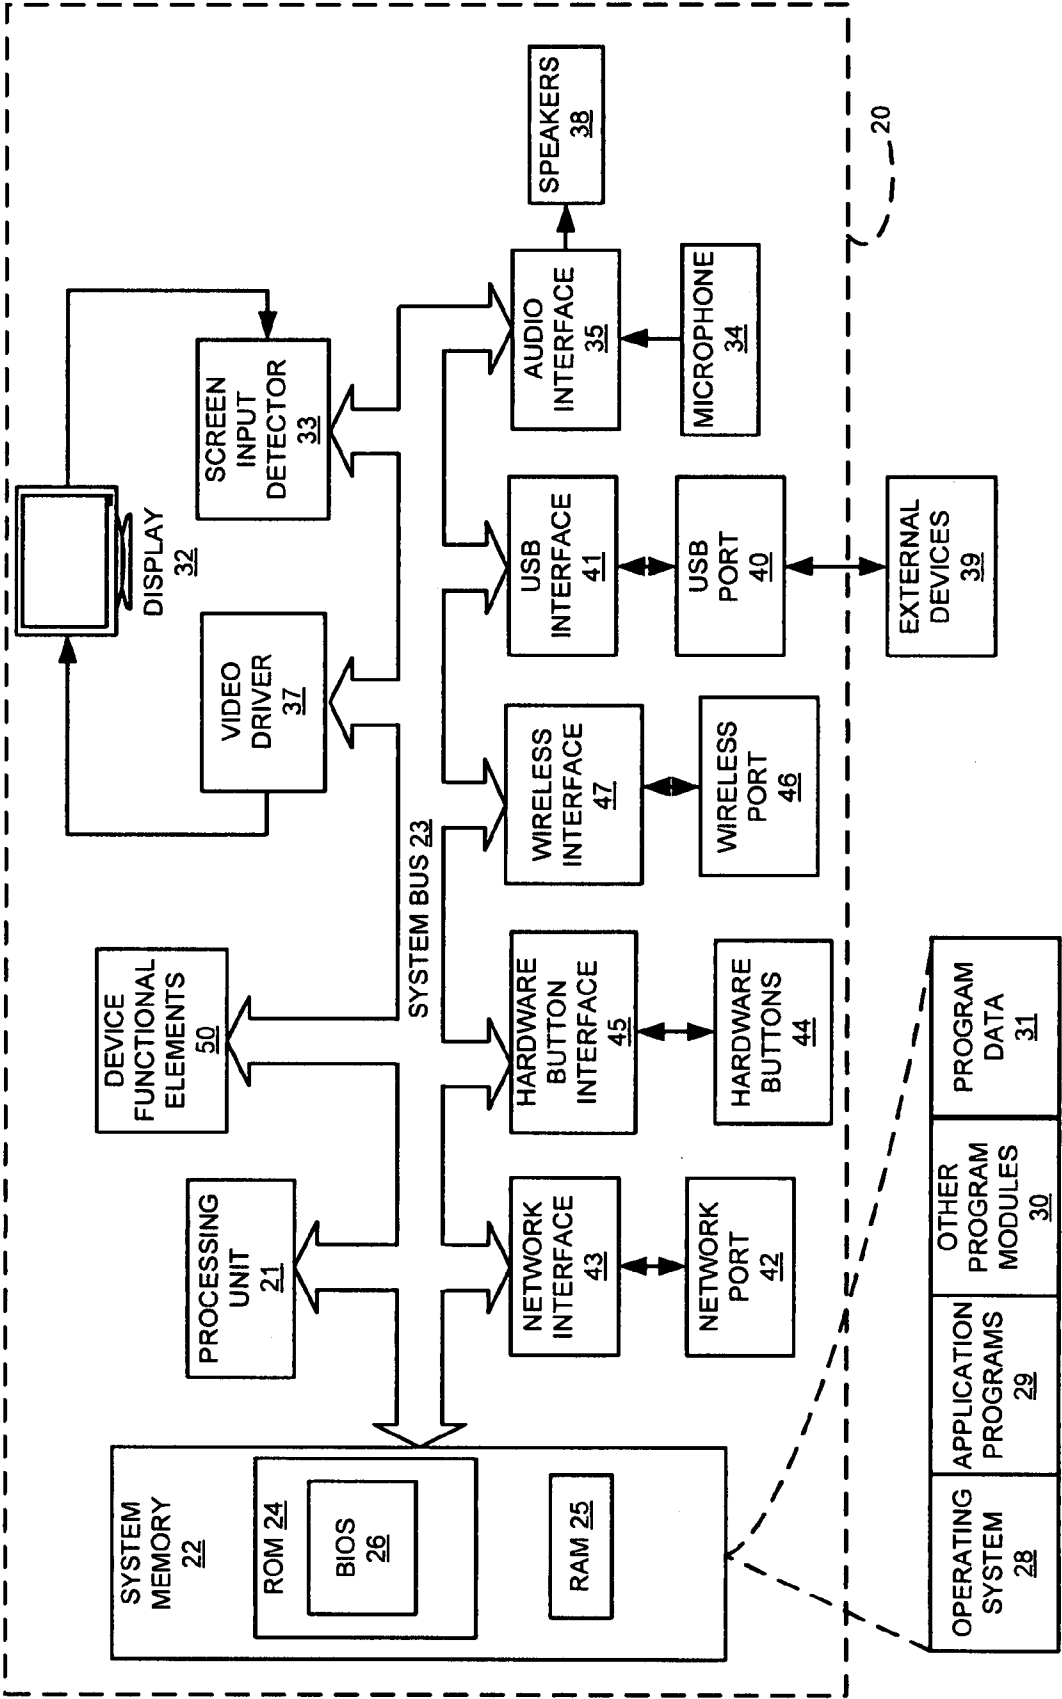 SYSTEM
MEMORY
22
ROM 24
BIOS
26
RAM 25
PROCESSING
UNIT
21
DEVICE
FUNCTIONAL
ELEMENTS
50
VIDEO
DRIVER
37
DISPLAY
32
SCREEN
INPUT
DETECTOR
33
SYSTEM BUS 23
NETWORK
INTERFACE
43
HARDWARE
BUTTON
INTERFACE
45
WIRELESS
INTERFACE
47
USB
INTERFACE
41
AUDIO
INTERFACE
35
SPEAKERS
38
NETWORK
PORT
42
HARDWARE
BUTTONS
44
WIRELESS
PORT
46
USB
PORT
40
MICROPHONE
34
20
EXTERNAL
DEVICES
39
OPERATING
SYSTEM
28
APPLICATION
PROGRAMS
29
OTHER
PROGRAM
MODULES
30
PROGRAM
DATA
31